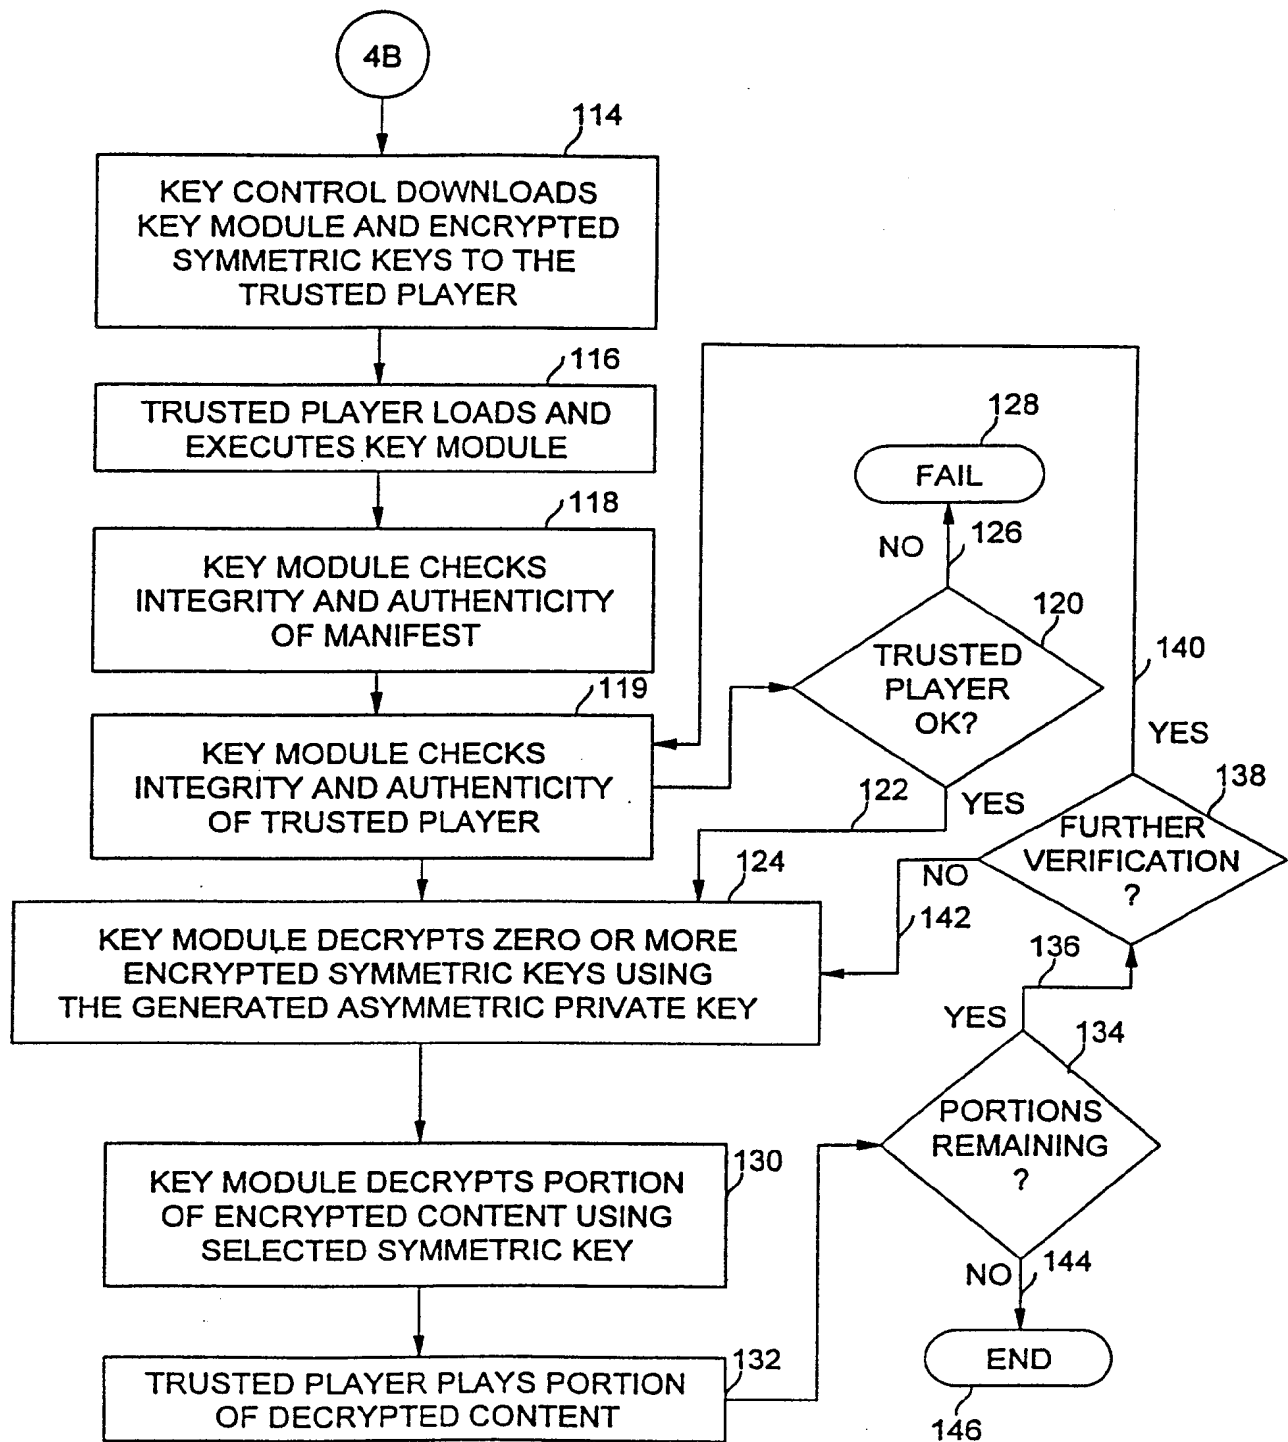 4B
114
KEY CONTROL DOWNLOADS
KEY MODULE AND ENCRYPTED
SYMMETRIC KEYS TO THE
TRUSTED PLAYER
116
TRUSTED PLAYER LOADS AND
EXECUTES KEY MODULE
118
KEY MODULE CHECKS
INTEGRITY AND AUTHENTICITY
OF MANIFEST
119
KEY MODULE CHECKS
INTEGRITY AND AUTHENTICITY
OF TRUSTED PLAYER
128
FAIL
NO
126
120
TRUSTED
PLAYER
OK?
122
YES
140
YES
138
FURTHER
VERIFICATION
?
NO
142
124
KEY MODULE DECRYPTS ZERO OR MORE
ENCRYPTED SYMMETRIC KEYS USING
THE GENERATED ASYMMETRIC PRIVATE KEY
136
YES
134
PORTIONS
REMAINING
?
130
KEY MODULE DECRYPTS PORTION
OF ENCRYPTED CONTENT USING
SELECTED SYMMETRIC KEY
132
TRUSTED PLAYER PLAYS PORTION
OF DECRYPTED CONTENT
NO
144
END
146